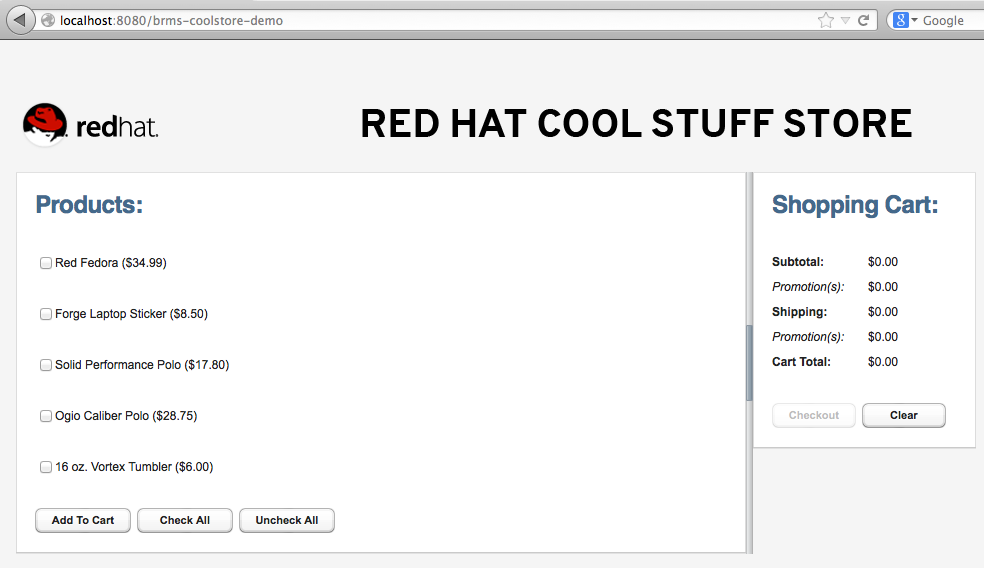 localhost:8080/brms-coolstore-demo
8 Google
redhat.
RED HAT COOL STUFF STORE
Products:
Red Fedora ($34.99)
Forge Laptop Sticker ($8.50)
Solid Performance Polo ($17.80)
Ogio Caliber Polo ($28.75)
16 oz. Vortex Tumbler ($6.00)
Add To Cart Check All Uncheck All
Shopping Cart:
Subtotal: $0.00
Promotion(s): $0.00
Shipping: $0.00
Promotion(s): $0.00
Cart Total: $0.00
Checkout Clear